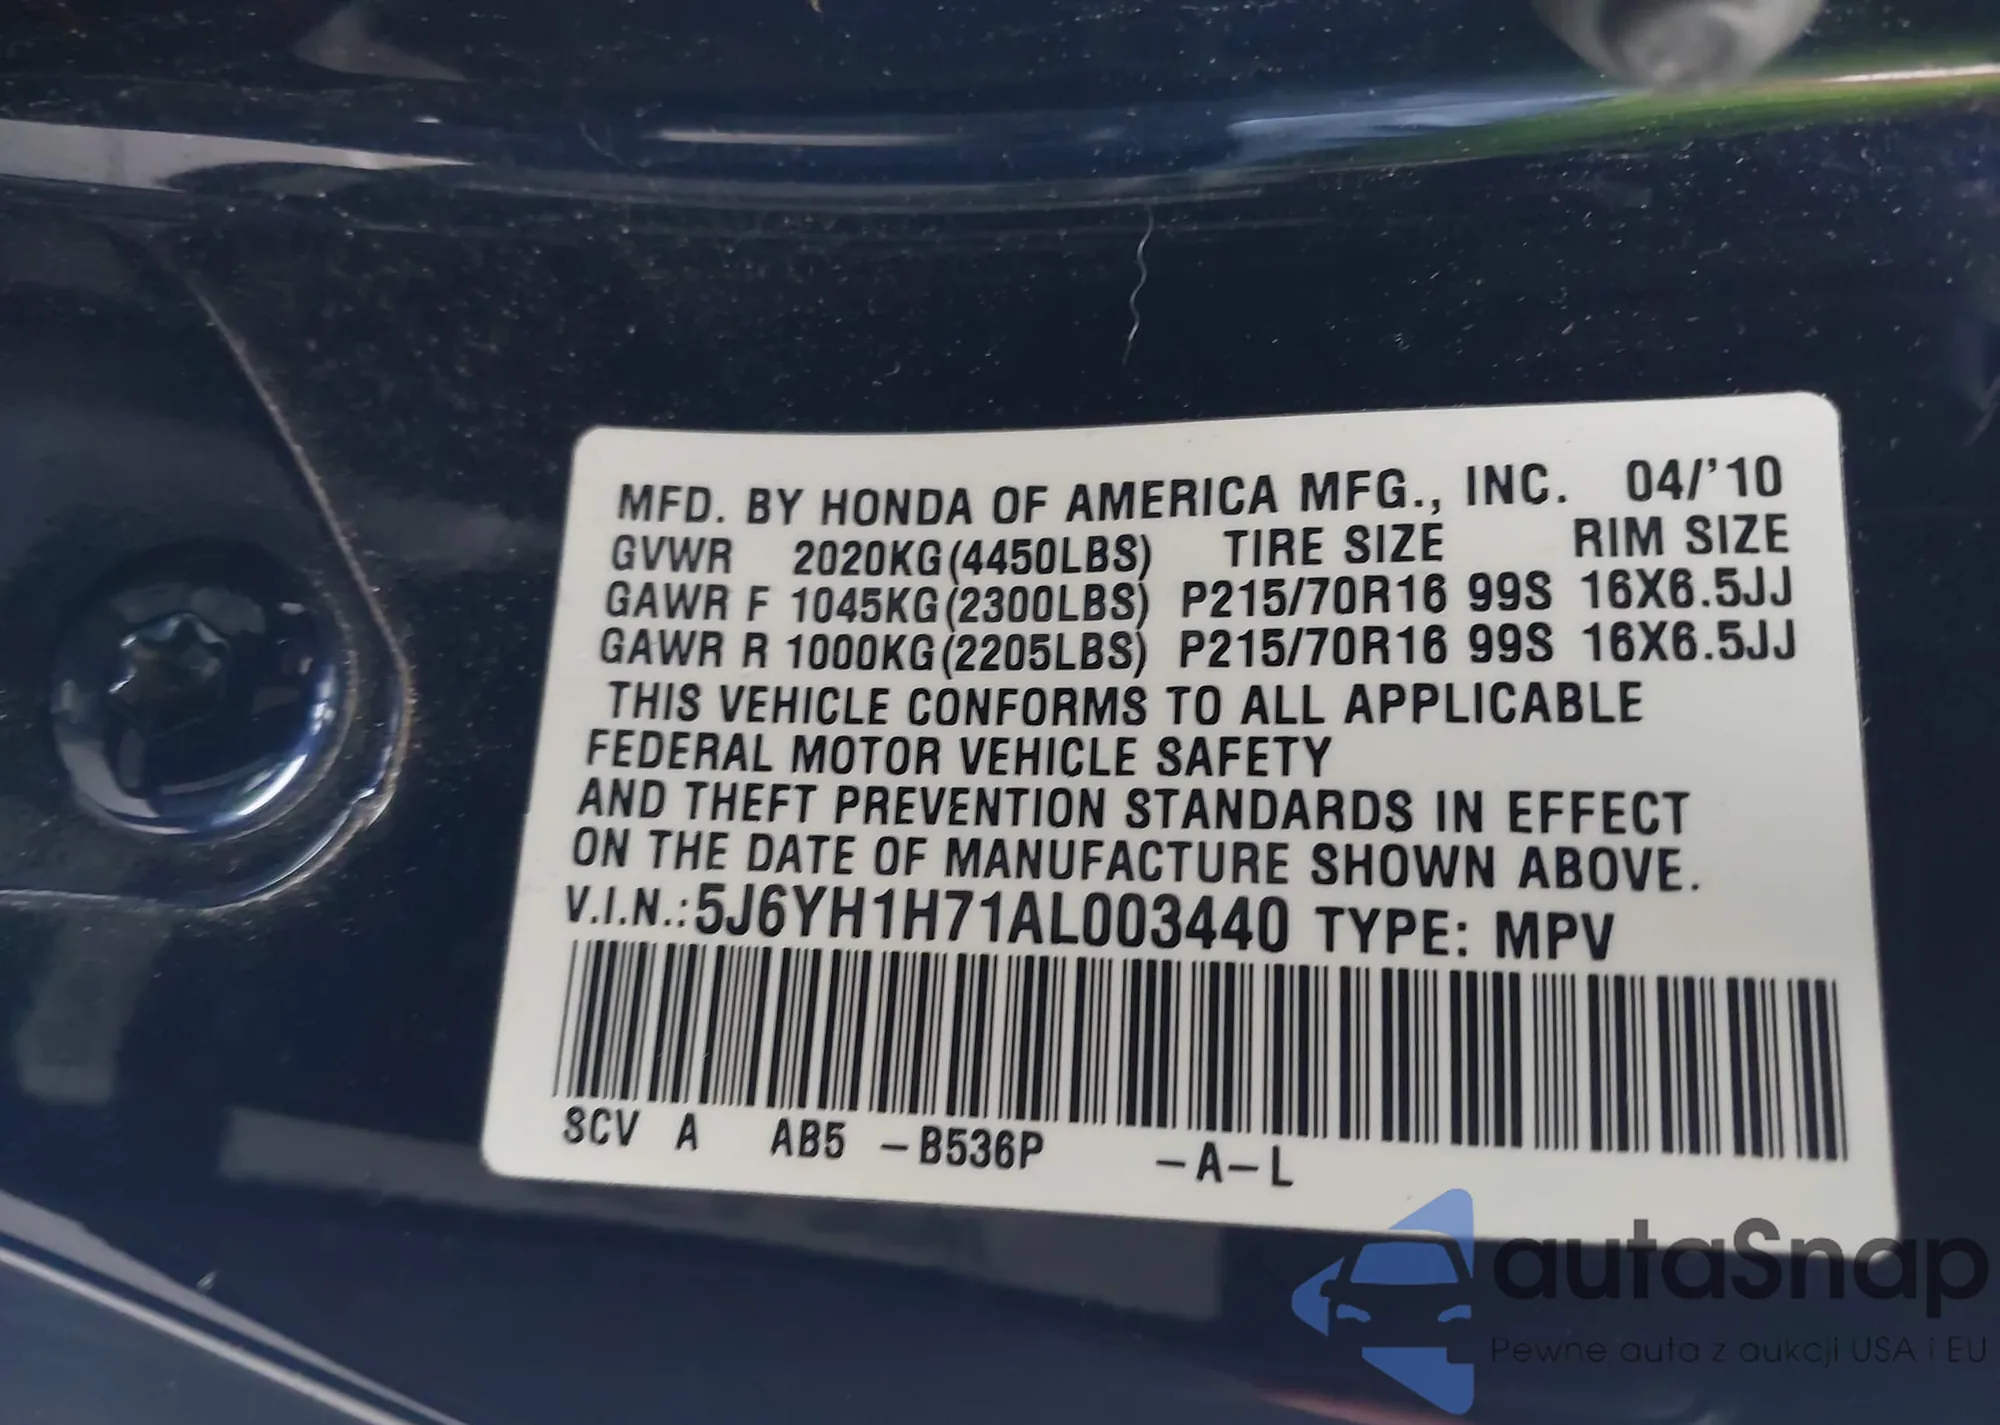 MFD. BY HONDA OF AMERICA MFG., INC. 04/'10
GVWR 2020KG(4450LBS) TIRE SIZE RIM SIZE
GAWR F 1045KG(2300LBS) P215/70R16 99S 16X6.5JJ
GAWR R 1000KG(2205LBS) P215/70R16 99S 16X6.5JJ
THIS VEHICLE CONFORMS TO ALL APPLICABLE
FEDERAL MOTOR VEHICLE SAFETY
AND THEFT PREVENTION STANDARDS IN EFFECT
ON THE DATE OF MANUFACTURE SHOWN ABOVE.
V.I.N.:5J6YH1H71AL003440 TYPE: MPV
SCV A AB5 -B536P -A-L
autaSnap
Pewne auta z aukcji USA i EU